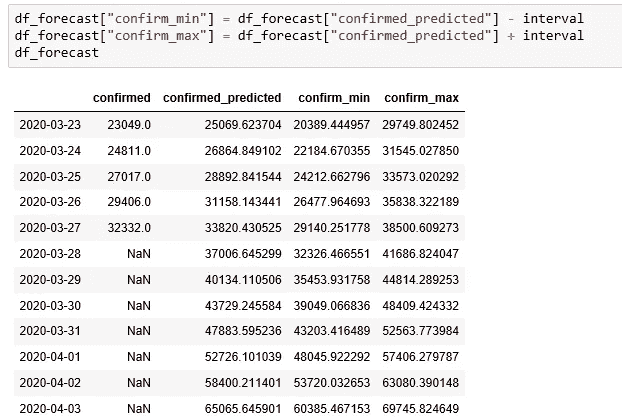 df_forecast["confirm_min"] = df_forecast["confirmed_predicted"] - interval
df_forecast["confirm_max"] = df_forecast["confirmed_predicted"] + interval
df_forecast
confirmed confirmed_predicted confirm_min confirm_max
2020-03-23 23049.0 25069.623704 20389.444957 29749.802452
2020-03-24 24811.0 26864.849102 22184.670355 31545.027850
2020-03-25 27017.0 28892.841544 24212.662796 33573.020292
2020-03-26 29406.0 31158.143441 26477.964693 35838.322189
2020-03-27 32332.0 33820.430525 29140.251778 38500.609273
2020-03-28 NaN 37006.645299 32326.466551 41686.824047
2020-03-29 NaN 40134.110506 35453.931758 44814.289253
2020-03-30 NaN 43729.245584 39049.066836 48409.424332
2020-03-31 NaN 47883.595236 43203.416489 52563.773984
2020-04-01 NaN 52726.101039 48045.922292 57406.279787
2020-04-02 NaN 58400.211401 53720.032653 63080.390148
2020-04-03 NaN 65065.645901 60385.467153 69745.824649